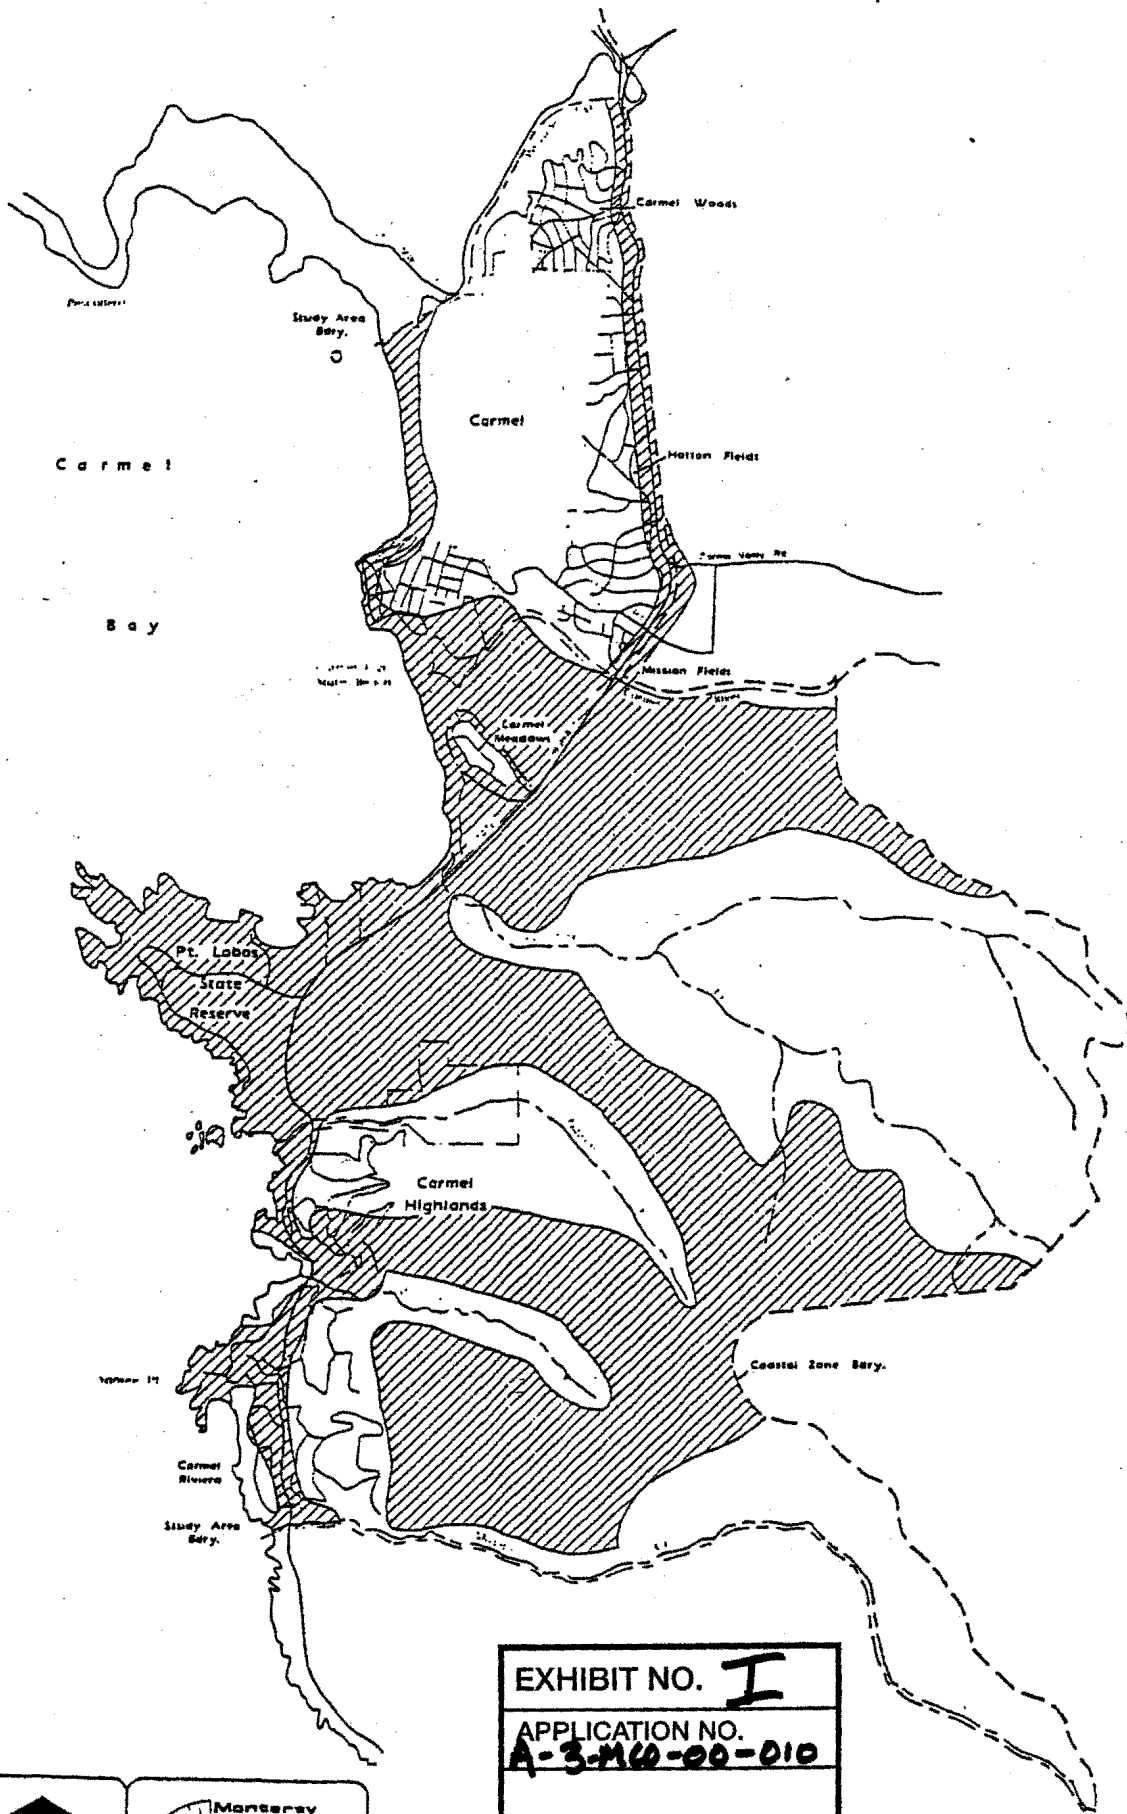 Carmel Woods
Study Area
Bdry.
Carmel
Carmel
Hatton Fields
Bay
Mission Fields
River
Carmel
Meadows
Pt. Lobos
State
Reserve
Carmel
Highlands
Coastal Zone Bdry.
Carmel
Riviera
Study Area
Bdry.
EXHIBIT NO. I
APPLICATION NO.
A-3-MCO-00-010
Monterey